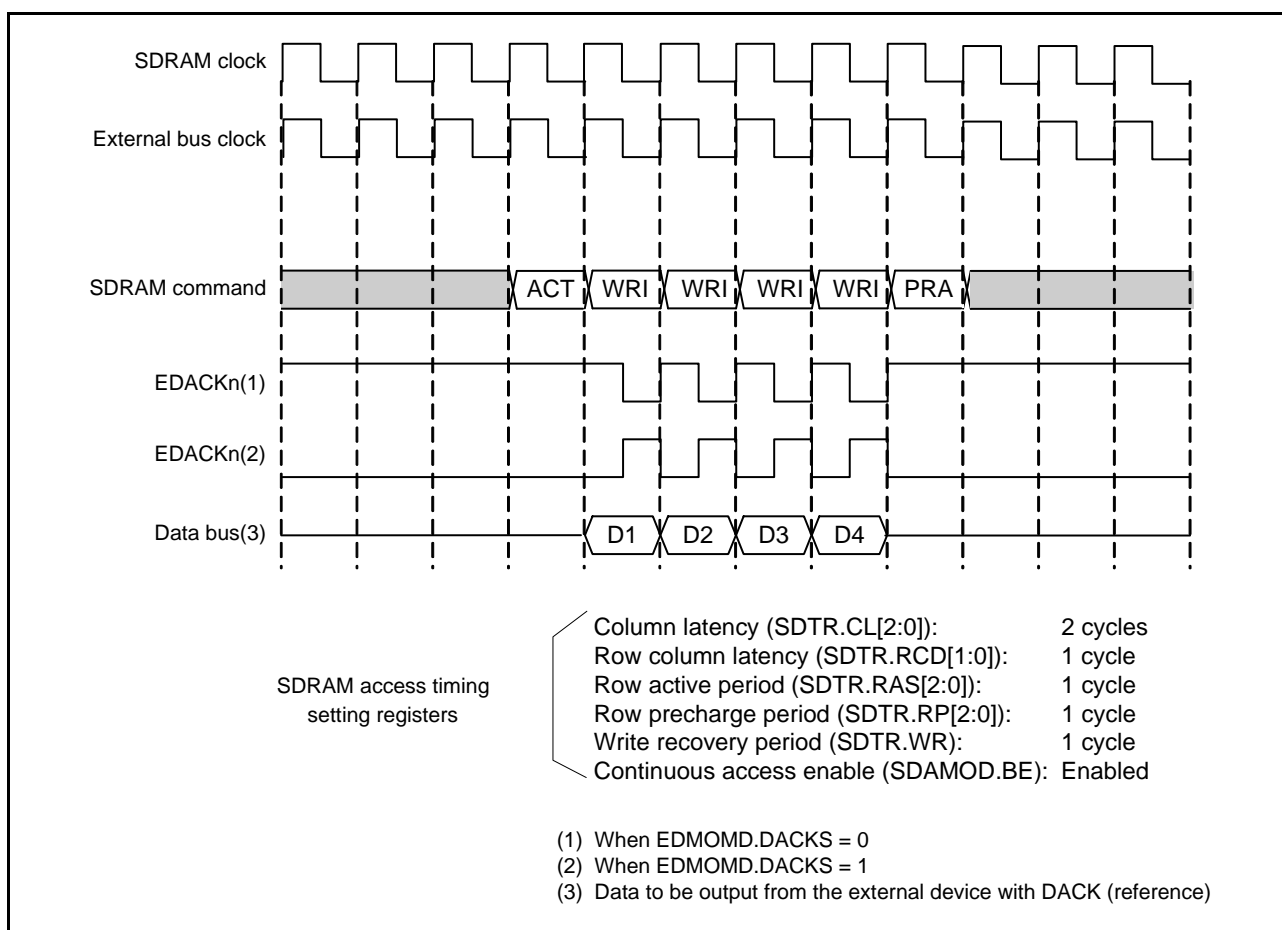 SDRAM clock
External bus clock
SDRAM command ACT WRI WRI WRI WRI PRA
EDACKn(1)
EDACKn(2)
Data bus(3) D1 D2 D3 D4
Column latency (SDTR.CL[2:0]): 2 cycles
Row column latency (SDTR.RCD[1:0]): 1 cycle
SDRAM access timing
setting registers
Row active period (SDTR.RAS[2:0]): 1 cycle
Row precharge period (SDTR.RP[2:0]): 1 cycle
Write recovery period (SDTR.WR): 1 cycle
Continuous access enable (SDAMOD.BE): Enabled
(1) When EDMOMD.DACKS = 0
(2) When EDMOMD.DACKS = 1
(3) Data to be output from the external device with DACK (reference)